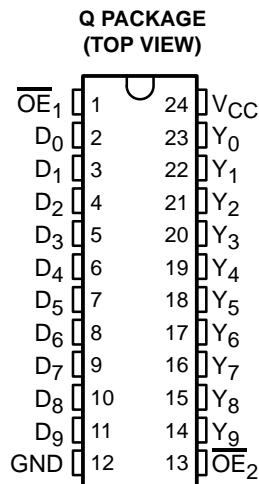 Q PACKAGE
(TOP VIEW)
OE1 1 24 VCC
D0 2 23 Y0
D1 3 22 Y1
D2 4 21 Y2
D3 5 20 Y3
D4 6 19 Y4
D5 7 18 Y5
D6 8 17 Y6
D7 9 16 Y7
D8 10 15 Y8
D9 11 14 Y9
GND 12 13 OE2